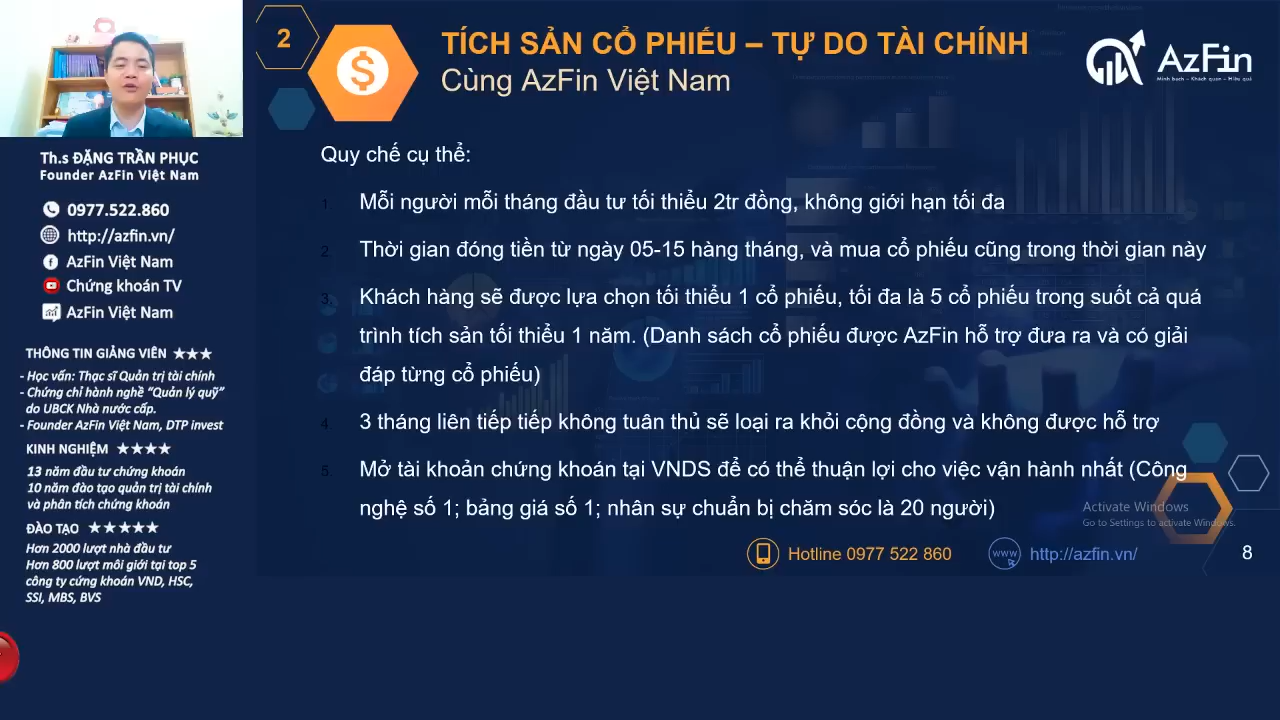 2
TÍCH SẢN CỔ PHIẾU – TỰ DO TÀI CHÍNH
Cùng AzFin Việt Nam
AzFin
Minh bạch – Khách quan – Hiệu quả
Th.s ĐẶNG TRẦN PHỤC
Founder AzFin Việt Nam
0977.522.860
http://azfin.vn/
AzFin Việt Nam
Chứng khoán TV
AzFin Việt Nam
THÔNG TIN GIẢNG VIÊN ★★★
- Học vấn: Thạc sĩ Quản trị tài chính
- Chứng chỉ hành nghề "Quản lý quỹ"
do UBCK Nhà nước cấp.
- Founder AzFin Việt Nam, DTP invest
KINH NGHIỆM ★★★★
13 năm đầu tư chứng khoán
10 năm đào tạo quản trị tài chính
và phân tích chứng khoán
ĐÀO TẠO ★★★★★
Hơn 2000 lượt nhà đầu tư
Hơn 800 lượt môi giới tại top 5
công ty cứng khoán VND, HSC,
SSI, MBS, BVS
Quy chế cụ thể:
1. Mỗi người mỗi tháng đầu tư tối thiểu 2tr đồng, không giới hạn tối đa
2. Thời gian đóng tiền từ ngày 05-15 hàng tháng, và mua cổ phiếu cũng trong thời gian này
3. Khách hàng sẽ được lựa chọn tối thiểu 1 cổ phiếu, tối đa là 5 cổ phiếu trong suốt cả quá
trình tích sản tối thiểu 1 năm. (Danh sách cổ phiếu được AzFin hỗ trợ đưa ra và có giải
đáp từng cổ phiếu)
4. 3 tháng liên tiếp tiếp không tuân thủ sẽ loại ra khỏi cộng đồng và không được hỗ trợ
5. Mở tài khoản chứng khoán tại VNDS để có thể thuận lợi cho việc vận hành nhất (Công
nghệ số 1; bảng giá số 1; nhân sự chuẩn bị chăm sóc là 20 người)
Activate Windows
Go to Settings to activate Windows.
Hotline 0977 522 860
www
http://azfin.vn/
8